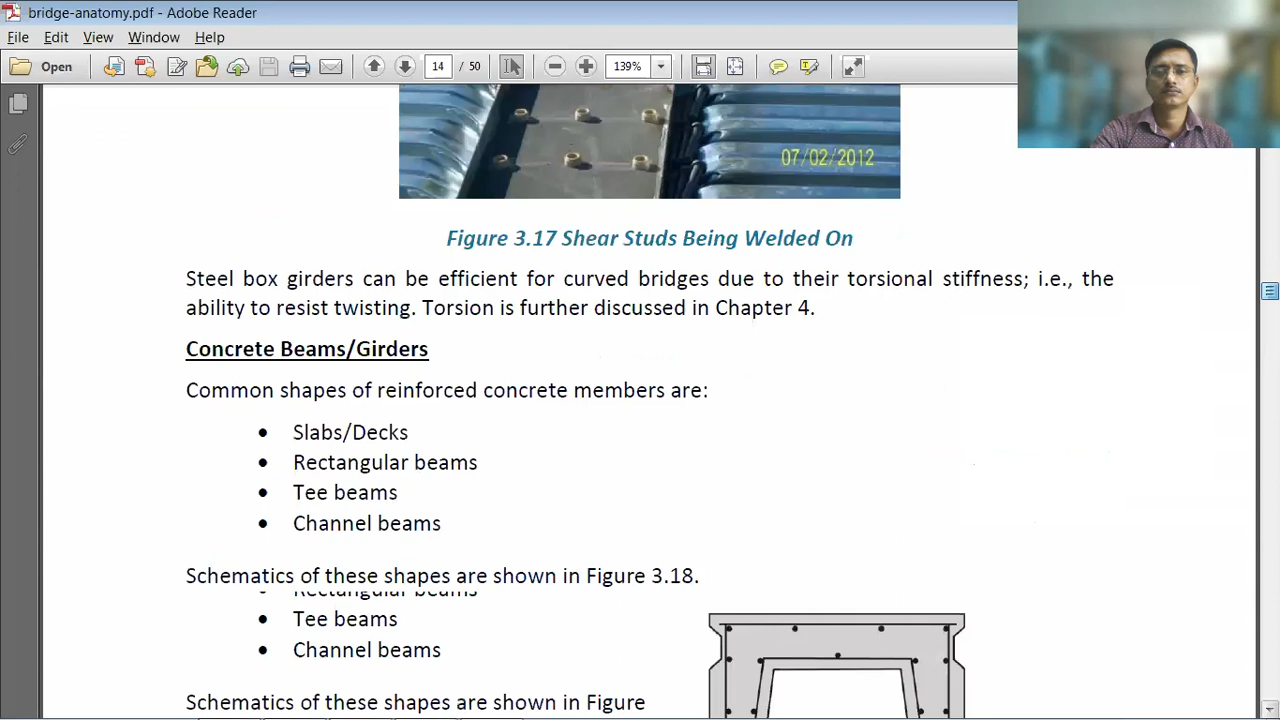 bridge-anatomy.pdf - Adobe Reader
File Edit View Window Help
Open 14 / 50 139%
07/02/2012
Figure 3.17 Shear Studs Being Welded On
Steel box girders can be efficient for curved bridges due to their torsional stiffness; i.e., the
ability to resist twisting. Torsion is further discussed in Chapter 4.
Concrete Beams/Girders
Common shapes of reinforced concrete members are:
• Slabs/Decks
• Rectangular beams
• Tee beams
• Channel beams
Schematics of these shapes are shown in Figure 3.18.
• Rectangular beams
• Tee beams
• Channel beams
Schematics of these shapes are shown in Figure